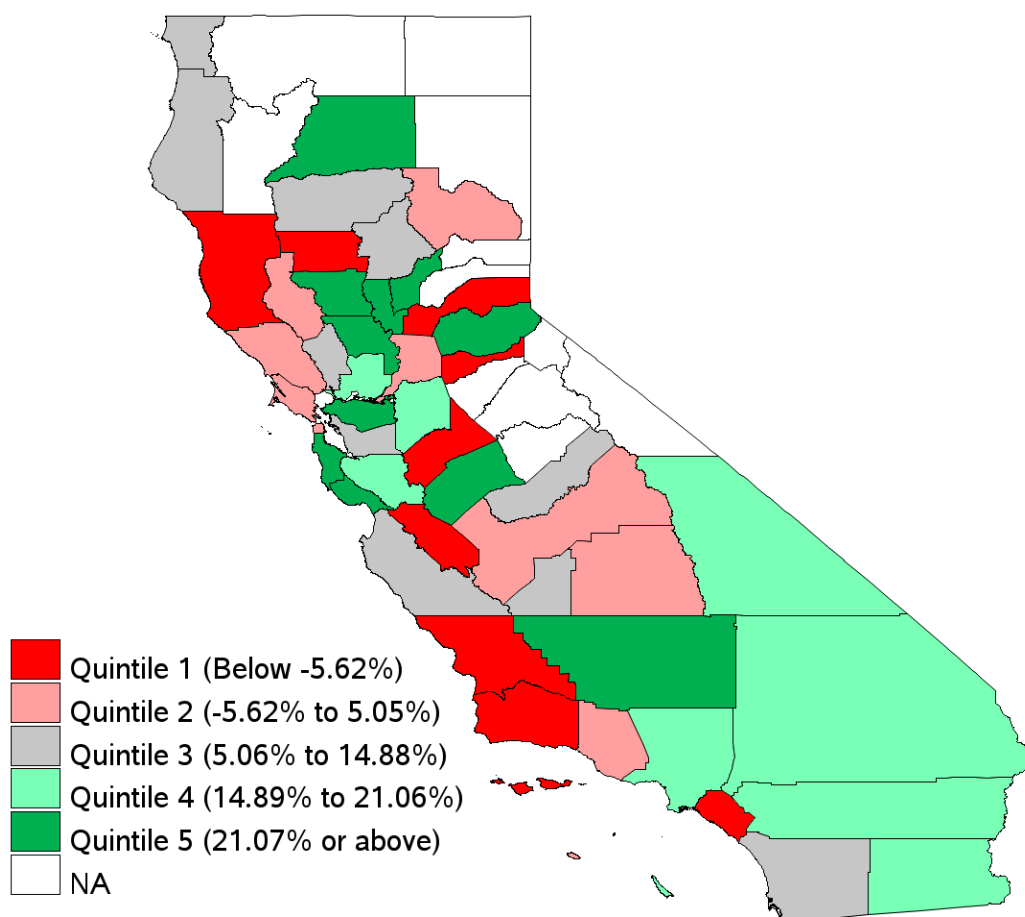 Quintile 1 (Below -5.62%)
Quintile 2 (-5.62% to 5.05%)
Quintile 3 (5.06% to 14.88%)
Quintile 4 (14.89% to 21.06%)
Quintile 5 (21.07% or above)
NA